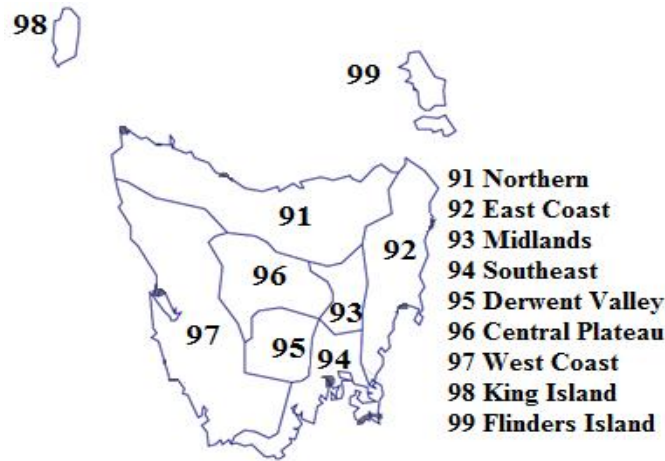 98
99
91
92
96
93
97
95
94
91 Northern
92 East Coast
93 Midlands
94 Southeast
95 Derwent Valley
96 Central Plateau
97 West Coast
98 King Island
99 Flinders Island